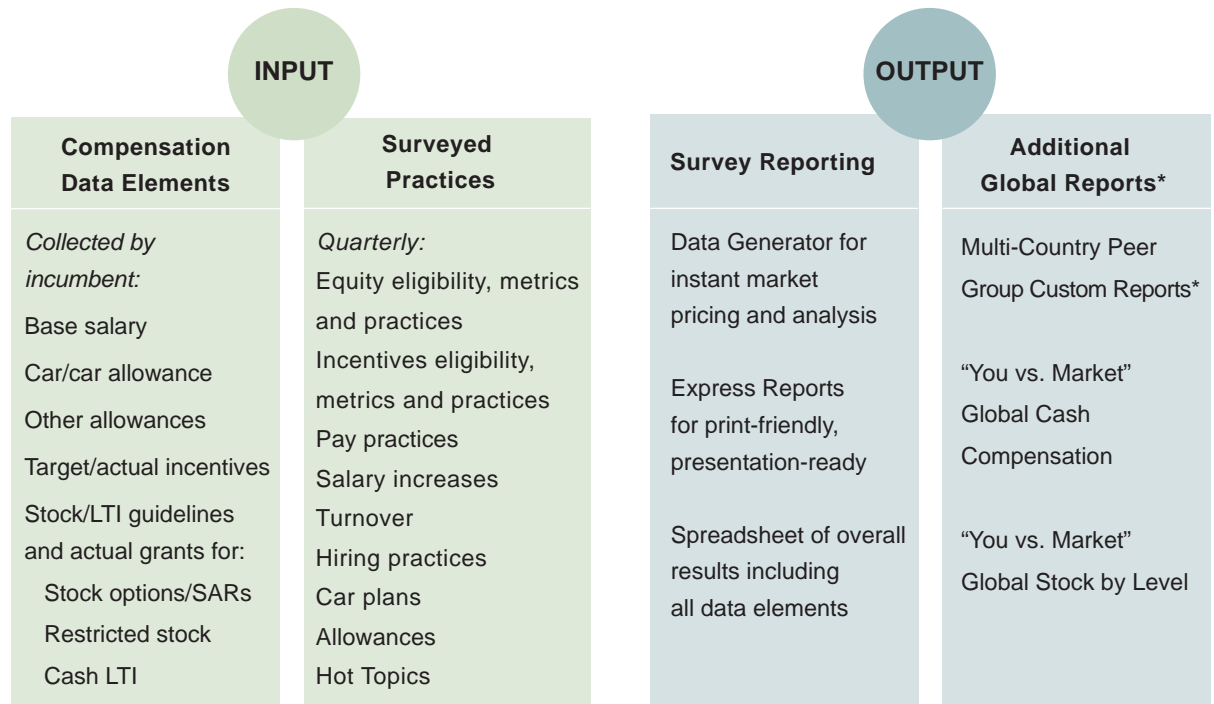 INPUT
Compensation
Data Elements
Collected by
incumbent:
Base salary
Car/car allowance
Other allowances
Target/actual incentives
Stock/LTI guidelines
and actual grants for:
Stock options/SARs
Restricted stock
Cash LTI
Surveyed
Practices
Quarterly:
Equity eligibility, metrics
and practices
Incentives eligibility,
metrics and practices
Pay practices
Salary increases
Turnover
Hiring practices
Car plans
Allowances
Hot Topics
OUTPUT
Survey Reporting
Data Generator for
instant market
pricing and analysis
Express Reports
for print-friendly,
presentation-ready
Spreadsheet of overall
results including
all data elements
Additional
Global Reports*
Multi-Country Peer
Group Custom Reports*
“You vs. Market”
Global Cash
Compensation
“You vs. Market”
Global Stock by Level